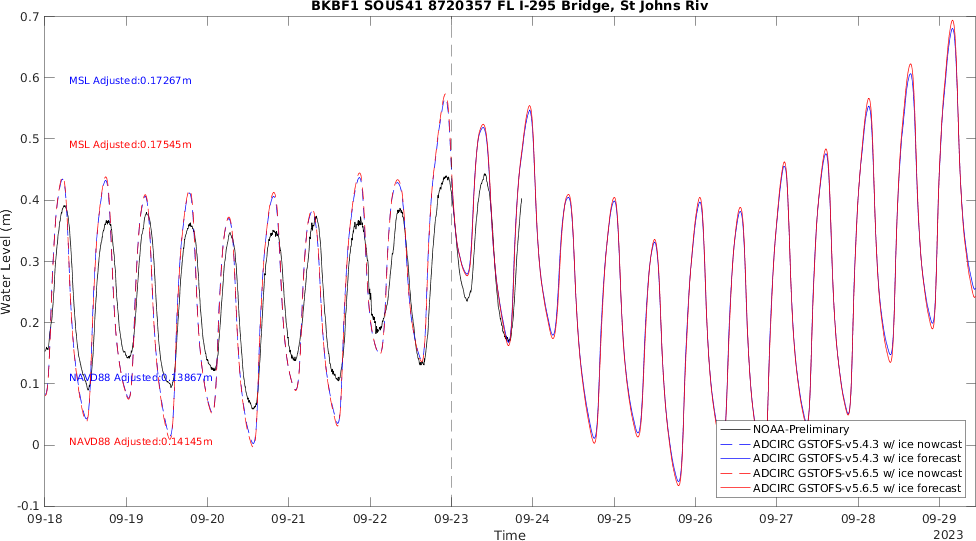 BKBF1 SOUS41 8720357 FL I-295 Bridge, St Johns Riv
0.7
0.6
0.5
0.4
0.3
0.2
0.1
0
-0.1
Water Level (m)
MSL Adjusted:0.17267m
MSL Adjusted:0.17545m
NAVD88 Adjusted:0.13867m
NAVD88 Adjusted:0.14145m
NOAA-Preliminary
ADCIRC GSTOFS-v5.4.3 w/ ice nowcast
ADCIRC GSTOFS-v5.4.3 w/ ice forecast
ADCIRC GSTOFS-v5.6.5 w/ ice nowcast
ADCIRC GSTOFS-v5.6.5 w/ ice forecast
09-18 09-19 09-20 09-21 09-22 09-23 09-24 09-25 09-26 09-27 09-28 09-29
2023
Time